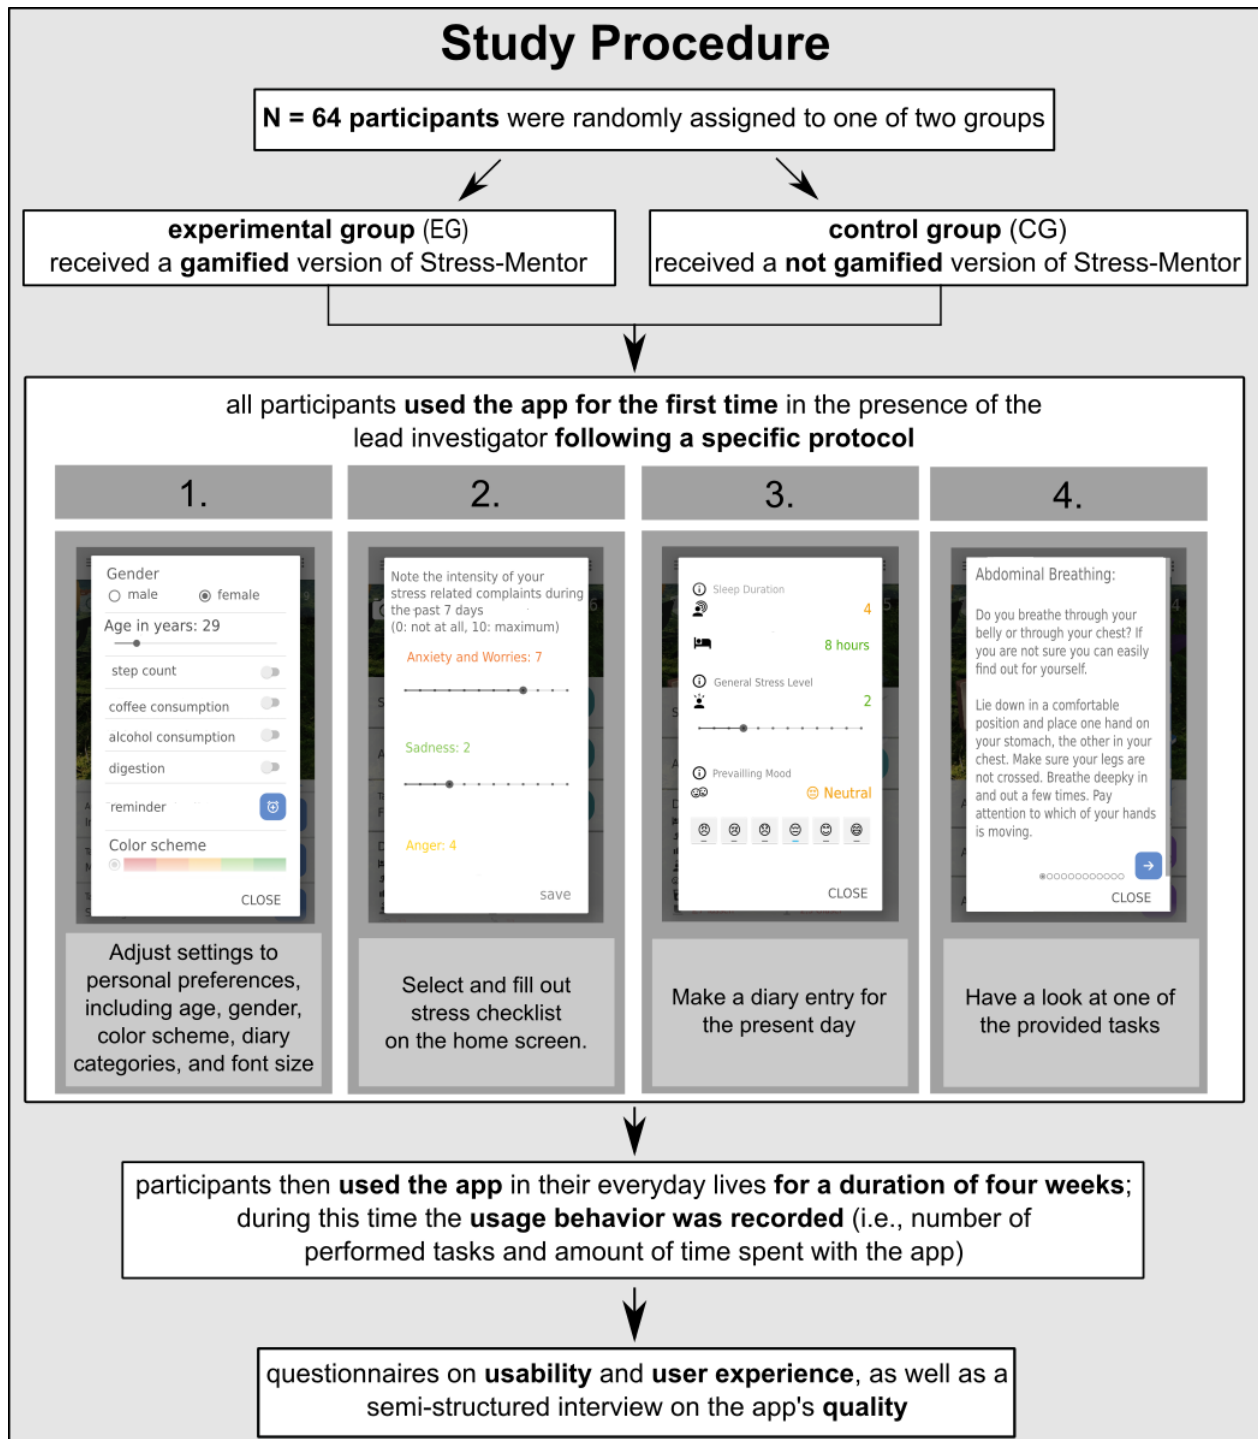 Study Procedure
N = 64 participants were randomly assigned to one of two groups
experimental group (EG)
received a gamified version of Stress-Mentor
control group (CG)
received a not gamified version of Stress-Mentor
all participants used the app for the first time in the presence of the
lead investigator following a specific protocol
1.
Gender
male female
Age in years: 29
step count
coffee consumption
alcohol consumption
digestion
reminder
Color scheme
CLOSE
Adjust settings to
personal preferences,
including age, gender,
color scheme, diary
categories, and font size
2.
Note the intensity of your
stress related complaints during
the past 7 days
(0: not at all, 10: maximum)
Anxiety and Worries: 7
Sadness: 2
Anger: 4
save
Select and fill out
stress checklist
on the home screen.
3.
Sleep Duration
4
8 hours
General Stress Level
2
Prevailling Mood
Neutral
CLOSE
Make a diary entry for
the present day
4.
Abdominal Breathing:
Do you breathe through your
belly or through your chest? If
you are not sure you can easily
find out for yourself.
Lie down in a comfortable
position and place one hand on
your stomach, the other in your
chest. Make sure your legs are
not crossed. Breathe deepky in
and out a few times. Pay
attention to which of your hands
is moving.
CLOSE
Have a look at one of
the provided tasks
participants then used the app in their everyday lives for a duration of four weeks;
during this time the usage behavior was recorded (i.e., number of
performed tasks and amount of time spent with the app)
questionnaires on usability and user experience, as well as a
semi-structured interview on the app's quality